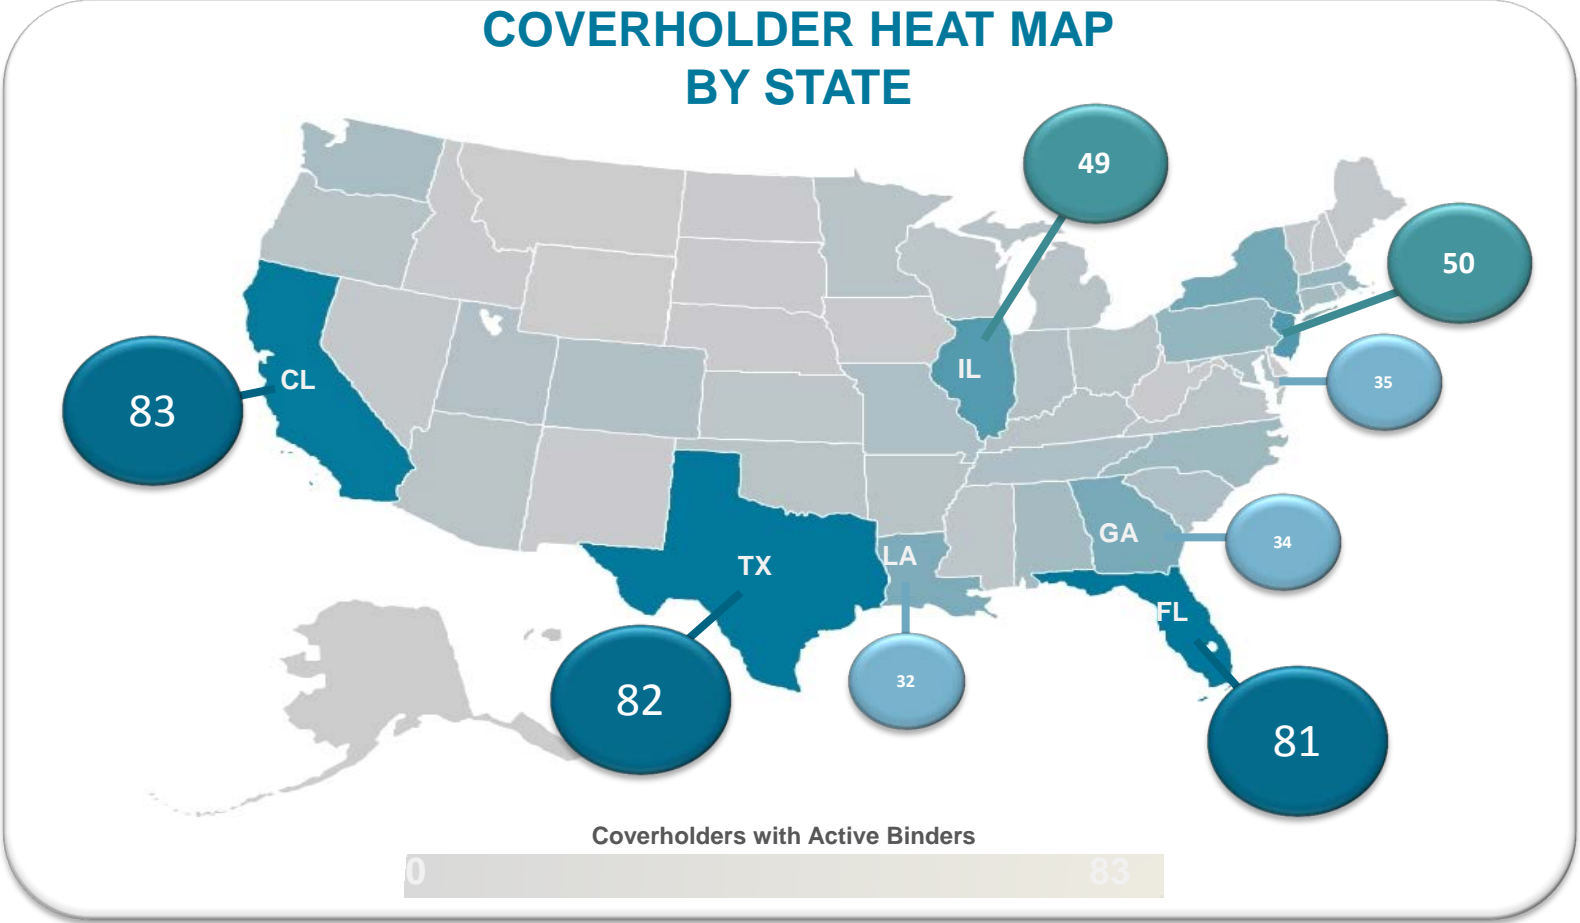 COVERHOLDER HEAT MAP
BY STATE
49
50
35
IL
CL
83
GA
34
LA
TX
FL
32
82
81
Coverholders with Active Binders
0
83